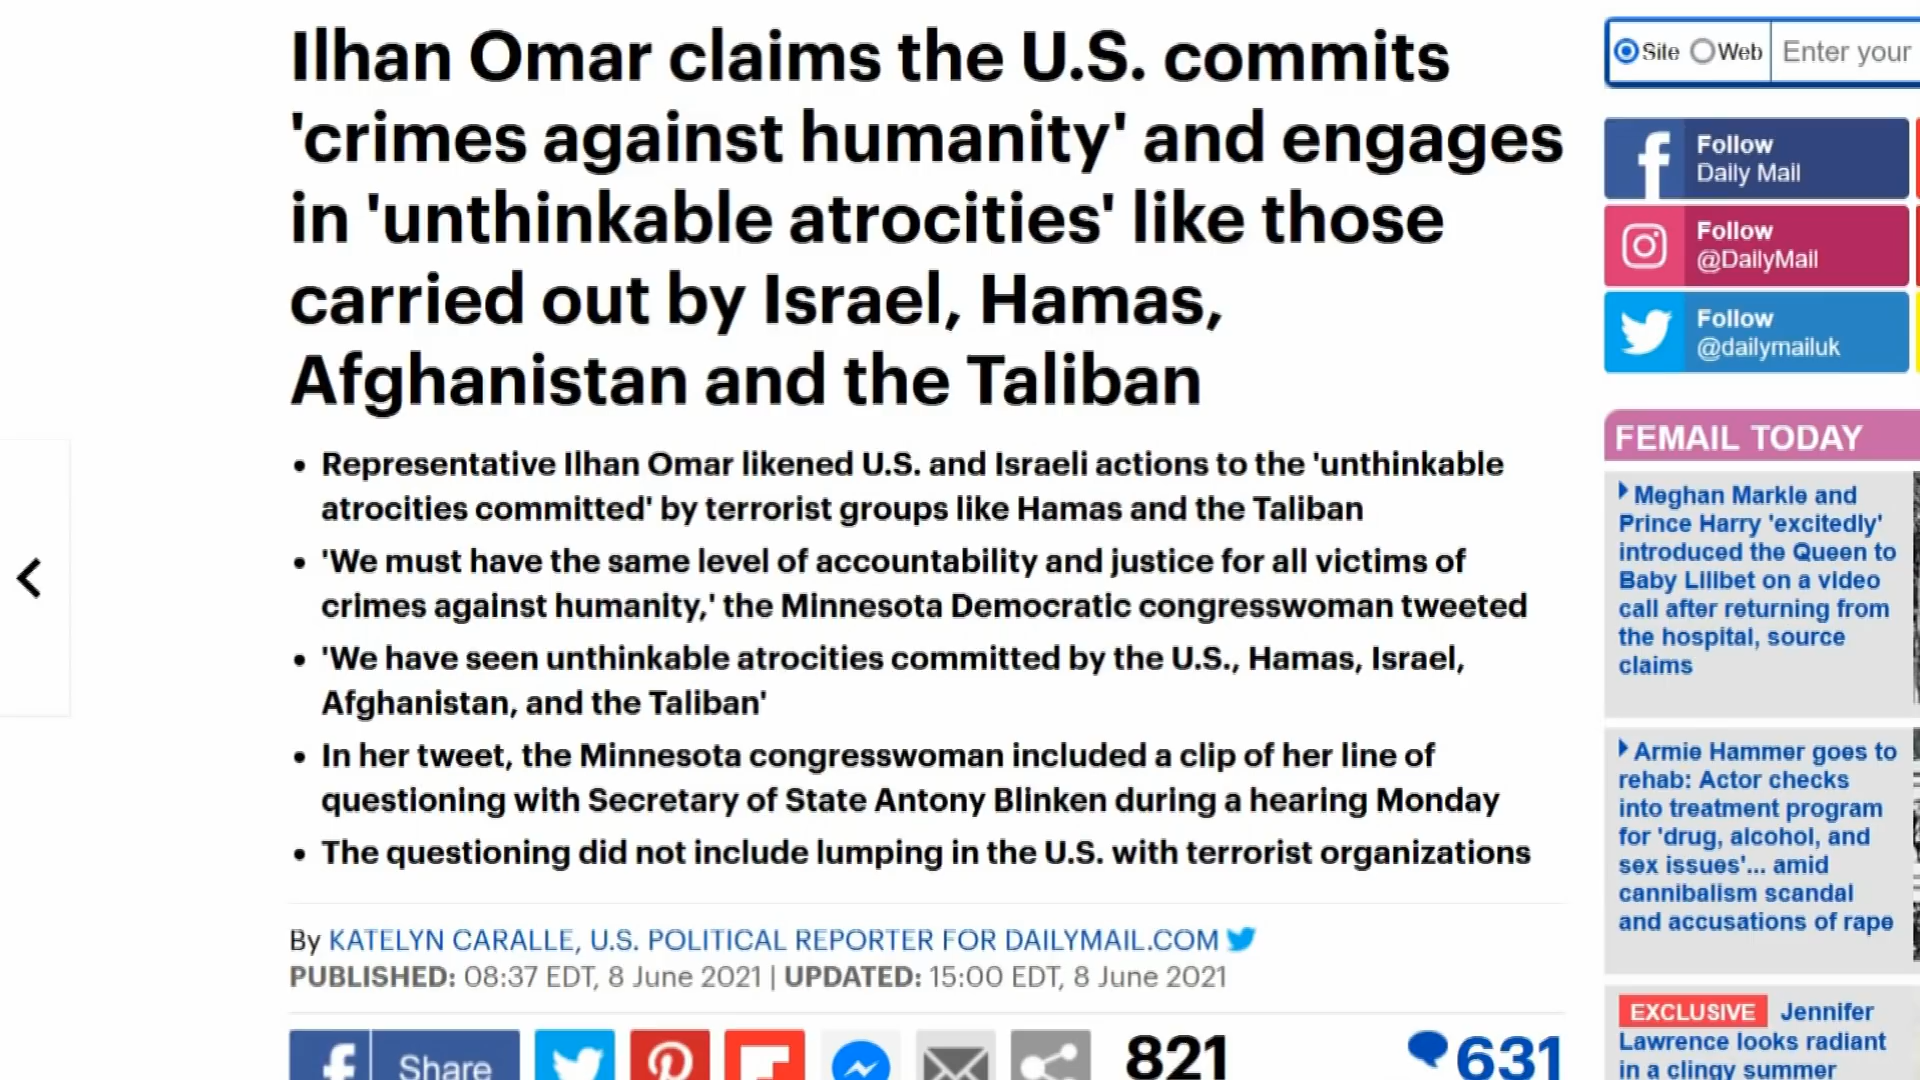 Ilhan Omar claims the U.S. commits
'crimes against humanity' and engages
in 'unthinkable atrocities' like those
carried out by Israel, Hamas,
Afghanistan and the Taliban
• Representative Ilhan Omar likened U.S. and Israeli actions to the 'unthinkable
atrocities committed' by terrorist groups like Hamas and the Taliban
• 'We must have the same level of accountability and justice for all victims of
crimes against humanity,' the Minnesota Democratic congresswoman tweeted
• 'We have seen unthinkable atrocities committed by the U.S., Hamas, Israel,
Afghanistan, and the Taliban'
• In her tweet, the Minnesota congresswoman included a clip of her line of
questioning with Secretary of State Antony Blinken during a hearing Monday
• The questioning did not include lumping in the U.S. with terrorist organizations
By KATELYN CARALLE, U.S. POLITICAL REPORTER FOR DAILYMAIL.COM
PUBLISHED: 08:37 EDT, 8 June 2021 | UPDATED: 15:00 EDT, 8 June 2021
Share
821
631
Site Web Enter your
Follow
Daily Mail
Follow
@DailyMail
Follow
@dailymailuk
FEMAIL TODAY
Meghan Markle and
Prince Harry 'excitedly'
introduced the Queen to
Baby Lilibet on a video
call after returning from
the hospital, source
claims
Armie Hammer goes to
rehab: Actor checks
into treatment program
for 'drug, alcohol, and
sex issues'... amid
cannibalism scandal
and accusations of rape
EXCLUSIVE Jennifer
Lawrence looks radiant
in a clingy summer